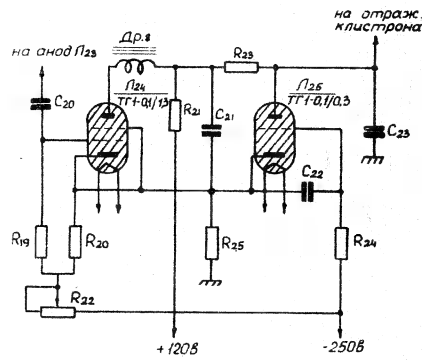 на отраж.
клистрона
на анод Л23
Др.8
R23
Л24
ТГ1-0,1/1,3
Л25
ТГ1-0,1/0,3
C20
R21
C21
C23
C22
R19
R20
R25
R24
R22
+120В
-250В